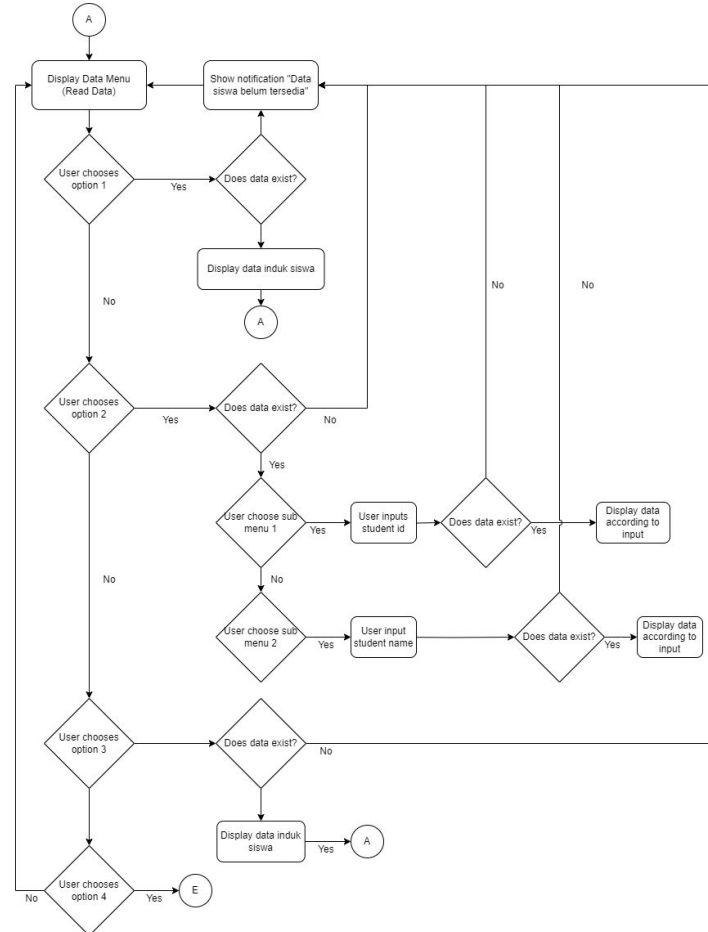 A
Display Data Menu
(Read Data)
Show notification "Data
siswa belum tersedia"
User chooses
option 1
Yes
Does data exist?
Display data induk siswa
A
No
No
No
User chooses
option 2
Yes
Does data exist?
No
Yes
User choose sub
menu 1
Yes
User inputs
student id
Does data exist?
Yes
Display data
according to
input
No
No
User choose sub
menu 2
Yes
User input
student name
Does data exist?
Yes
Display data
according to
input
User chooses
option 3
Does data exist?
No
Display data induk
siswa
Yes
A
User chooses
option 4
No
Yes
E